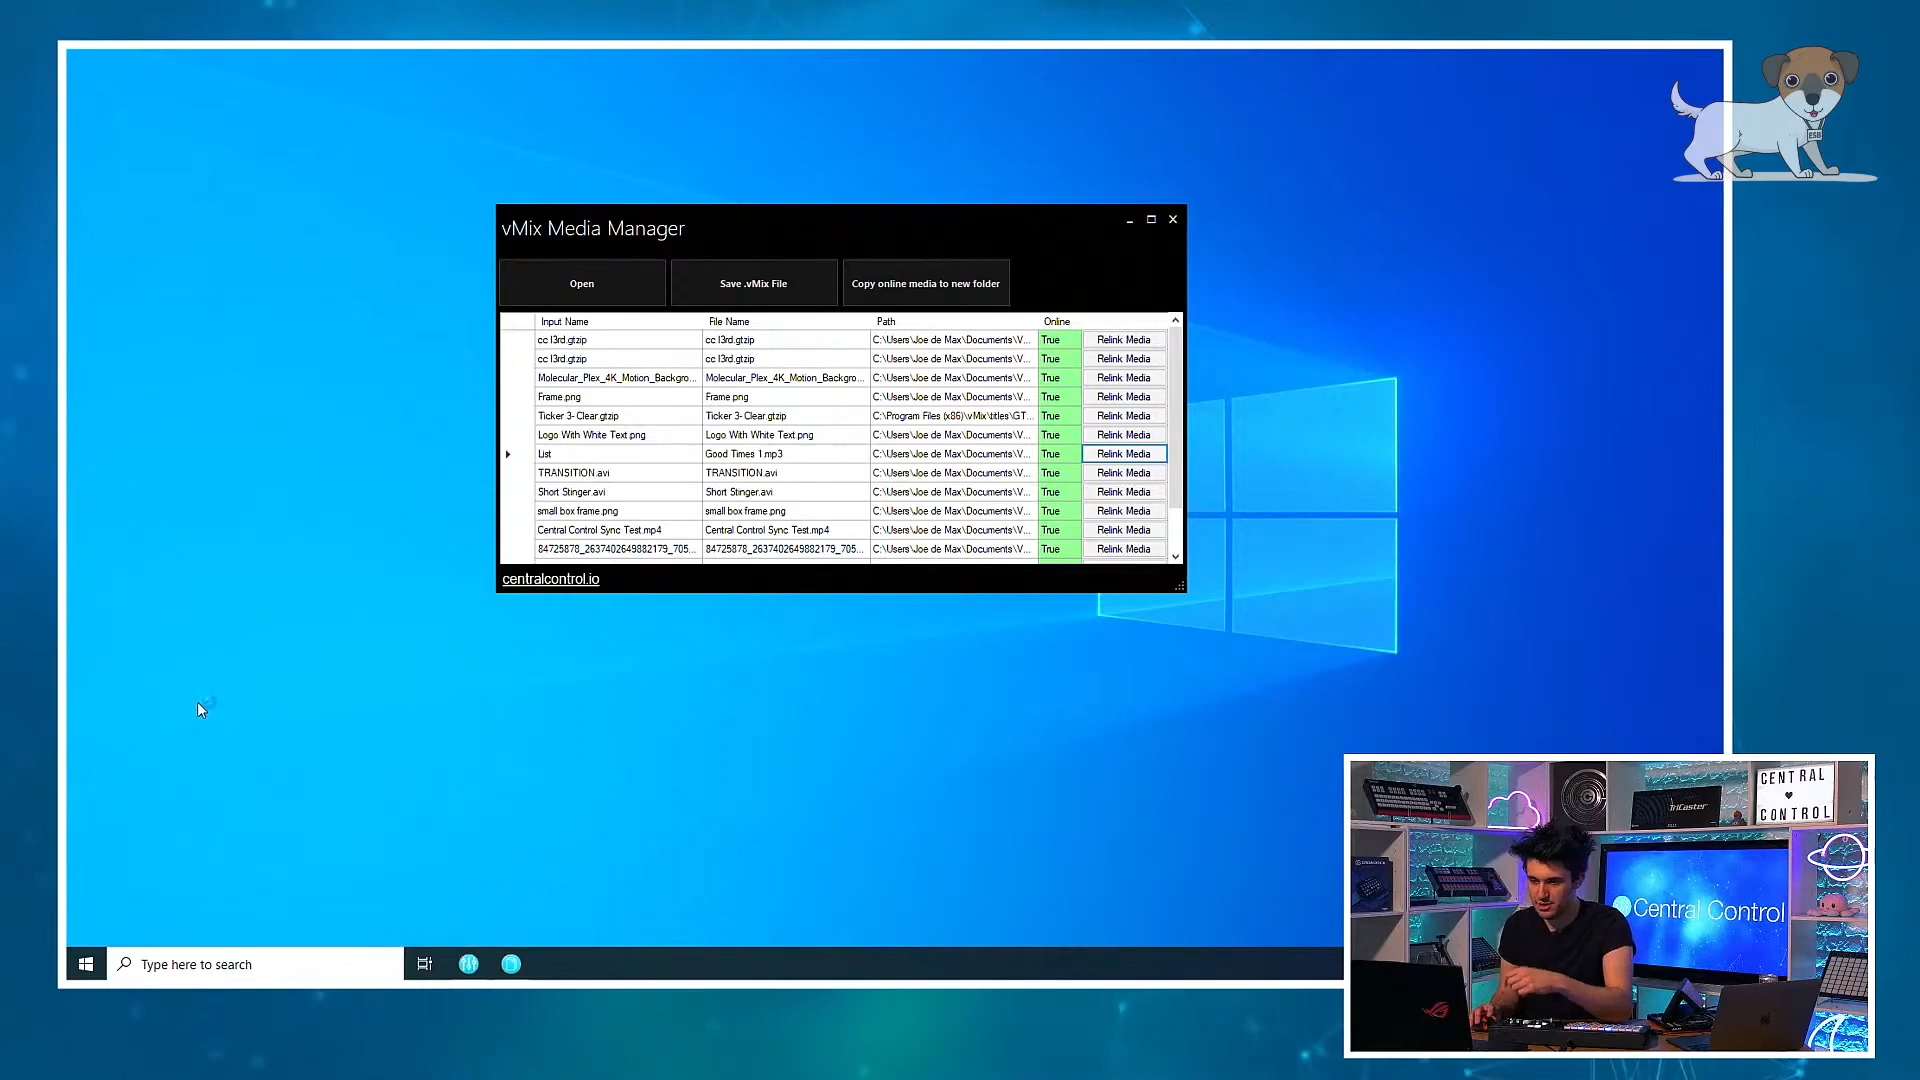 vMix Media Manager
Open
Save .vMix File
Copy online media to new folder
Input Name File Name Path Online
cc l3rd.gtzip cc l3rd.gtzip C:\Users\Joe de Max\Documents\V... True Relink Media
cc l3rd.gtzip cc l3rd.gtzip C:\Users\Joe de Max\Documents\V... True Relink Media
Molecular_Plex_4K_Motion_Backgro... Molecular_Plex_4K_Motion_Backgro... C:\Users\Joe de Max\Documents\V... True Relink Media
Frame.png Frame.png C:\Users\Joe de Max\Documents\V... True Relink Media
Ticker 3- Clear.gtzip Ticker 3- Clear.gtzip C:\Program Files (x86)\vMix\titles\GT... True Relink Media
Logo With White Text.png Logo With White Text.png C:\Users\Joe de Max\Documents\V... True Relink Media
List Good Times 1.mp3 C:\Users\Joe de Max\Documents\V... True Relink Media
TRANSITION.avi TRANSITION.avi C:\Users\Joe de Max\Documents\V... True Relink Media
Short Stinger.avi Short Stinger.avi C:\Users\Joe de Max\Documents\V... True Relink Media
small box frame.png small box frame.png C:\Users\Joe de Max\Documents\V... True Relink Media
Central Control Sync Test.mp4 Central Control Sync Test.mp4 C:\Users\Joe de Max\Documents\V... True Relink Media
84725878_2637402649882179_705... 84725878_2637402649882179_705... C:\Users\Joe de Max\Documents\V... True Relink Media
centralcontrol.io
Type here to search
ESB
CENTRAL
♥
CONTROL
TriCaster
Central Control